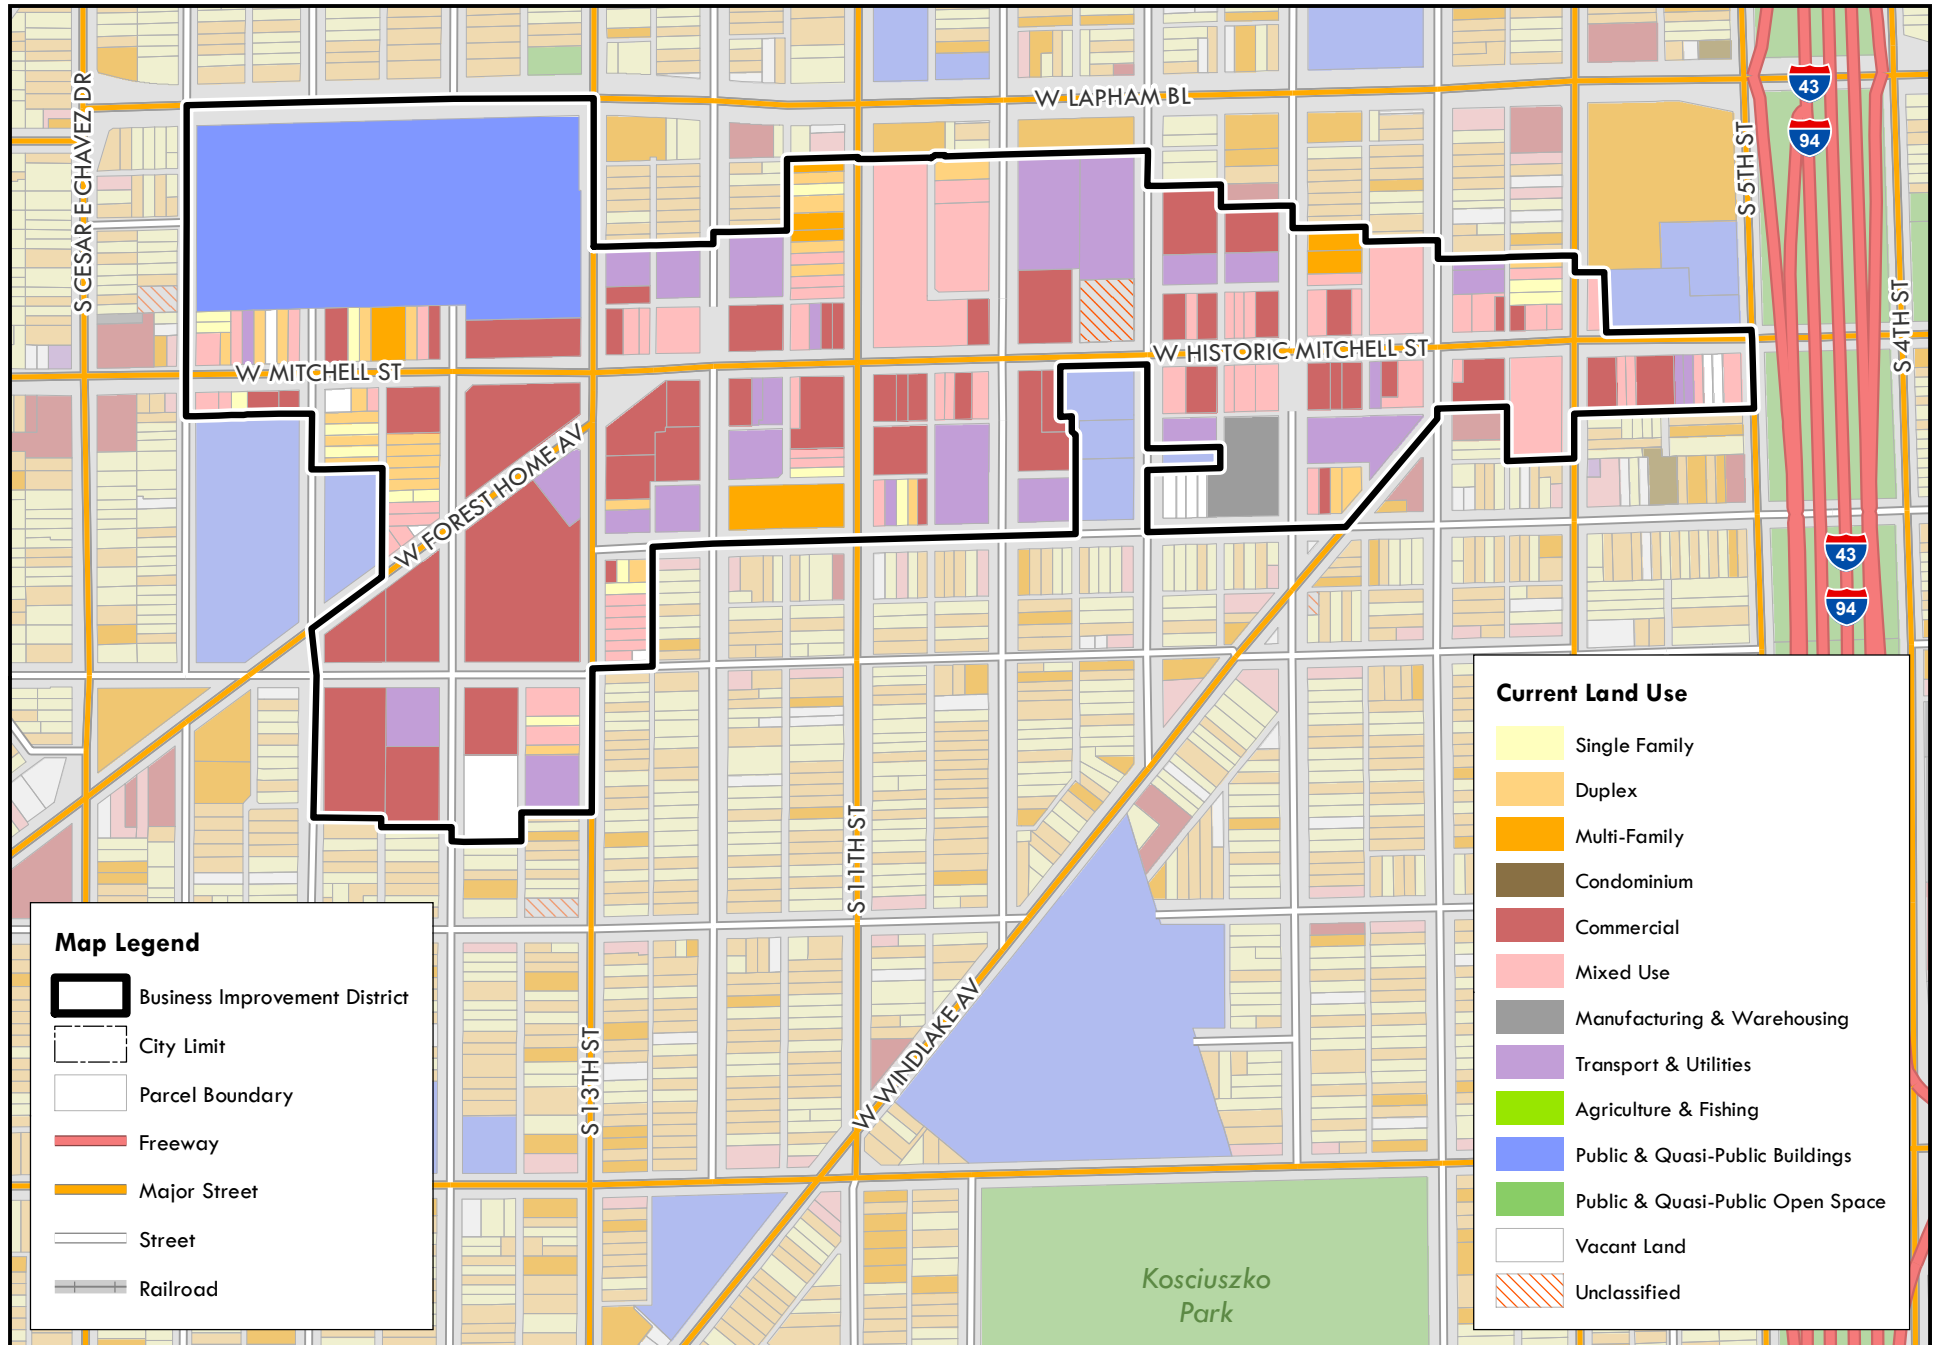 W LAPHAM BL
43
94
S CESAR E CHAVEZ DR
S 5TH ST
S 4TH ST
W HISTORIC MITCHELL ST
W MITCHELL ST
W FOREST HOME AV
43
94
S 11TH ST
W WINDLAKE AV
S 13TH ST
Kosciuszko
Park
Map Legend
Business Improvement District
City Limit
Parcel Boundary
Freeway
Major Street
Street
Railroad
Current Land Use
Single Family
Duplex
Multi-Family
Condominium
Commercial
Mixed Use
Manufacturing & Warehousing
Transport & Utilities
Agriculture & Fishing
Public & Quasi-Public Buildings
Public & Quasi-Public Open Space
Vacant Land
Unclassified